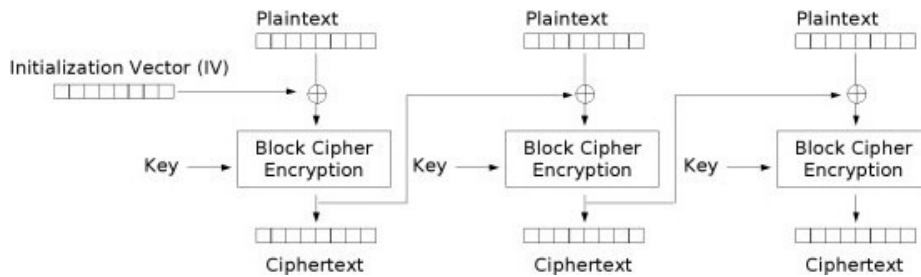 Plaintext
Plaintext
Plaintext
Initialization Vector (IV)
Key
Block Cipher
Encryption
Key
Block Cipher
Encryption
Key
Block Cipher
Encryption
Ciphertext
Ciphertext
Ciphertext